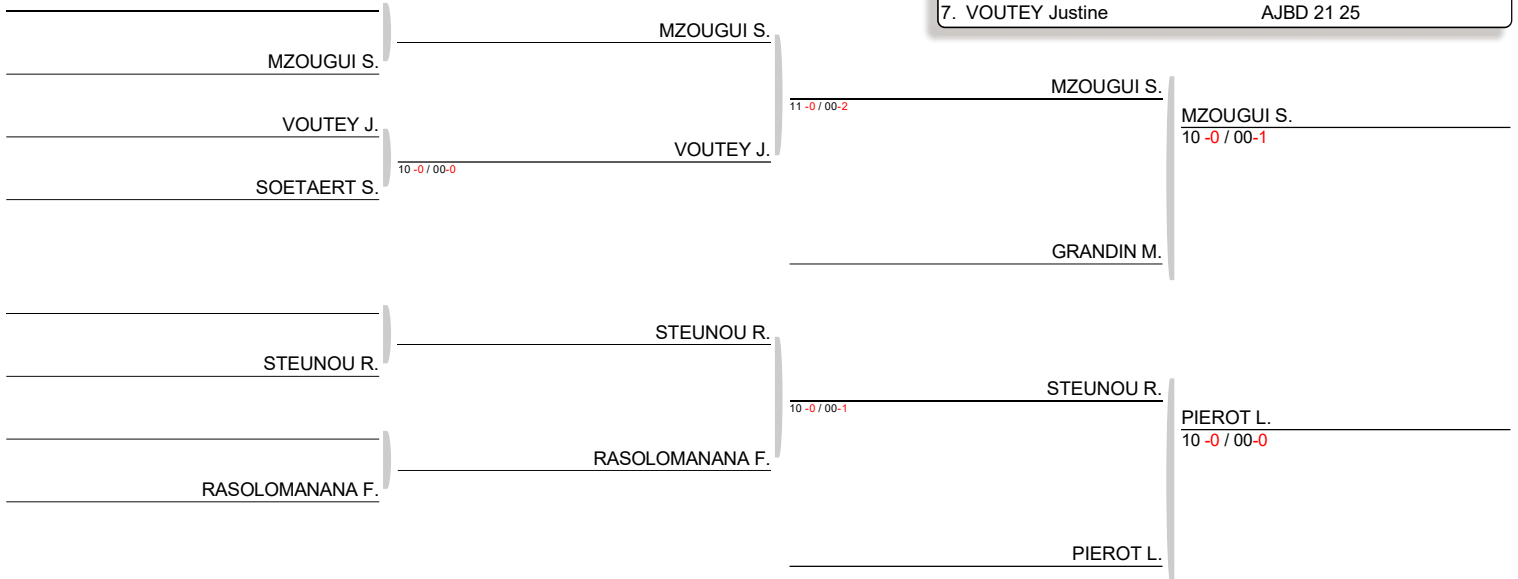 7. VOUTEY Justine AJBD 21 25
MZOUGUI S.
MZOUGUI S.
VOUTEY J.
VOUTEY J.
10 -0 / 00-0
SOETAERT S.
MZOUGUI S.
11 -0 / 00-2
MZOUGUI S.
10 -0 / 00-1
GRANDIN M.
STEUNOU R.
STEUNOU R.
RASOLOMANANA F.
RASOLOMANANA F.
STEUNOU R.
10 -0 / 00-1
PIEROT L.
10 -0 / 00-0
PIEROT L.